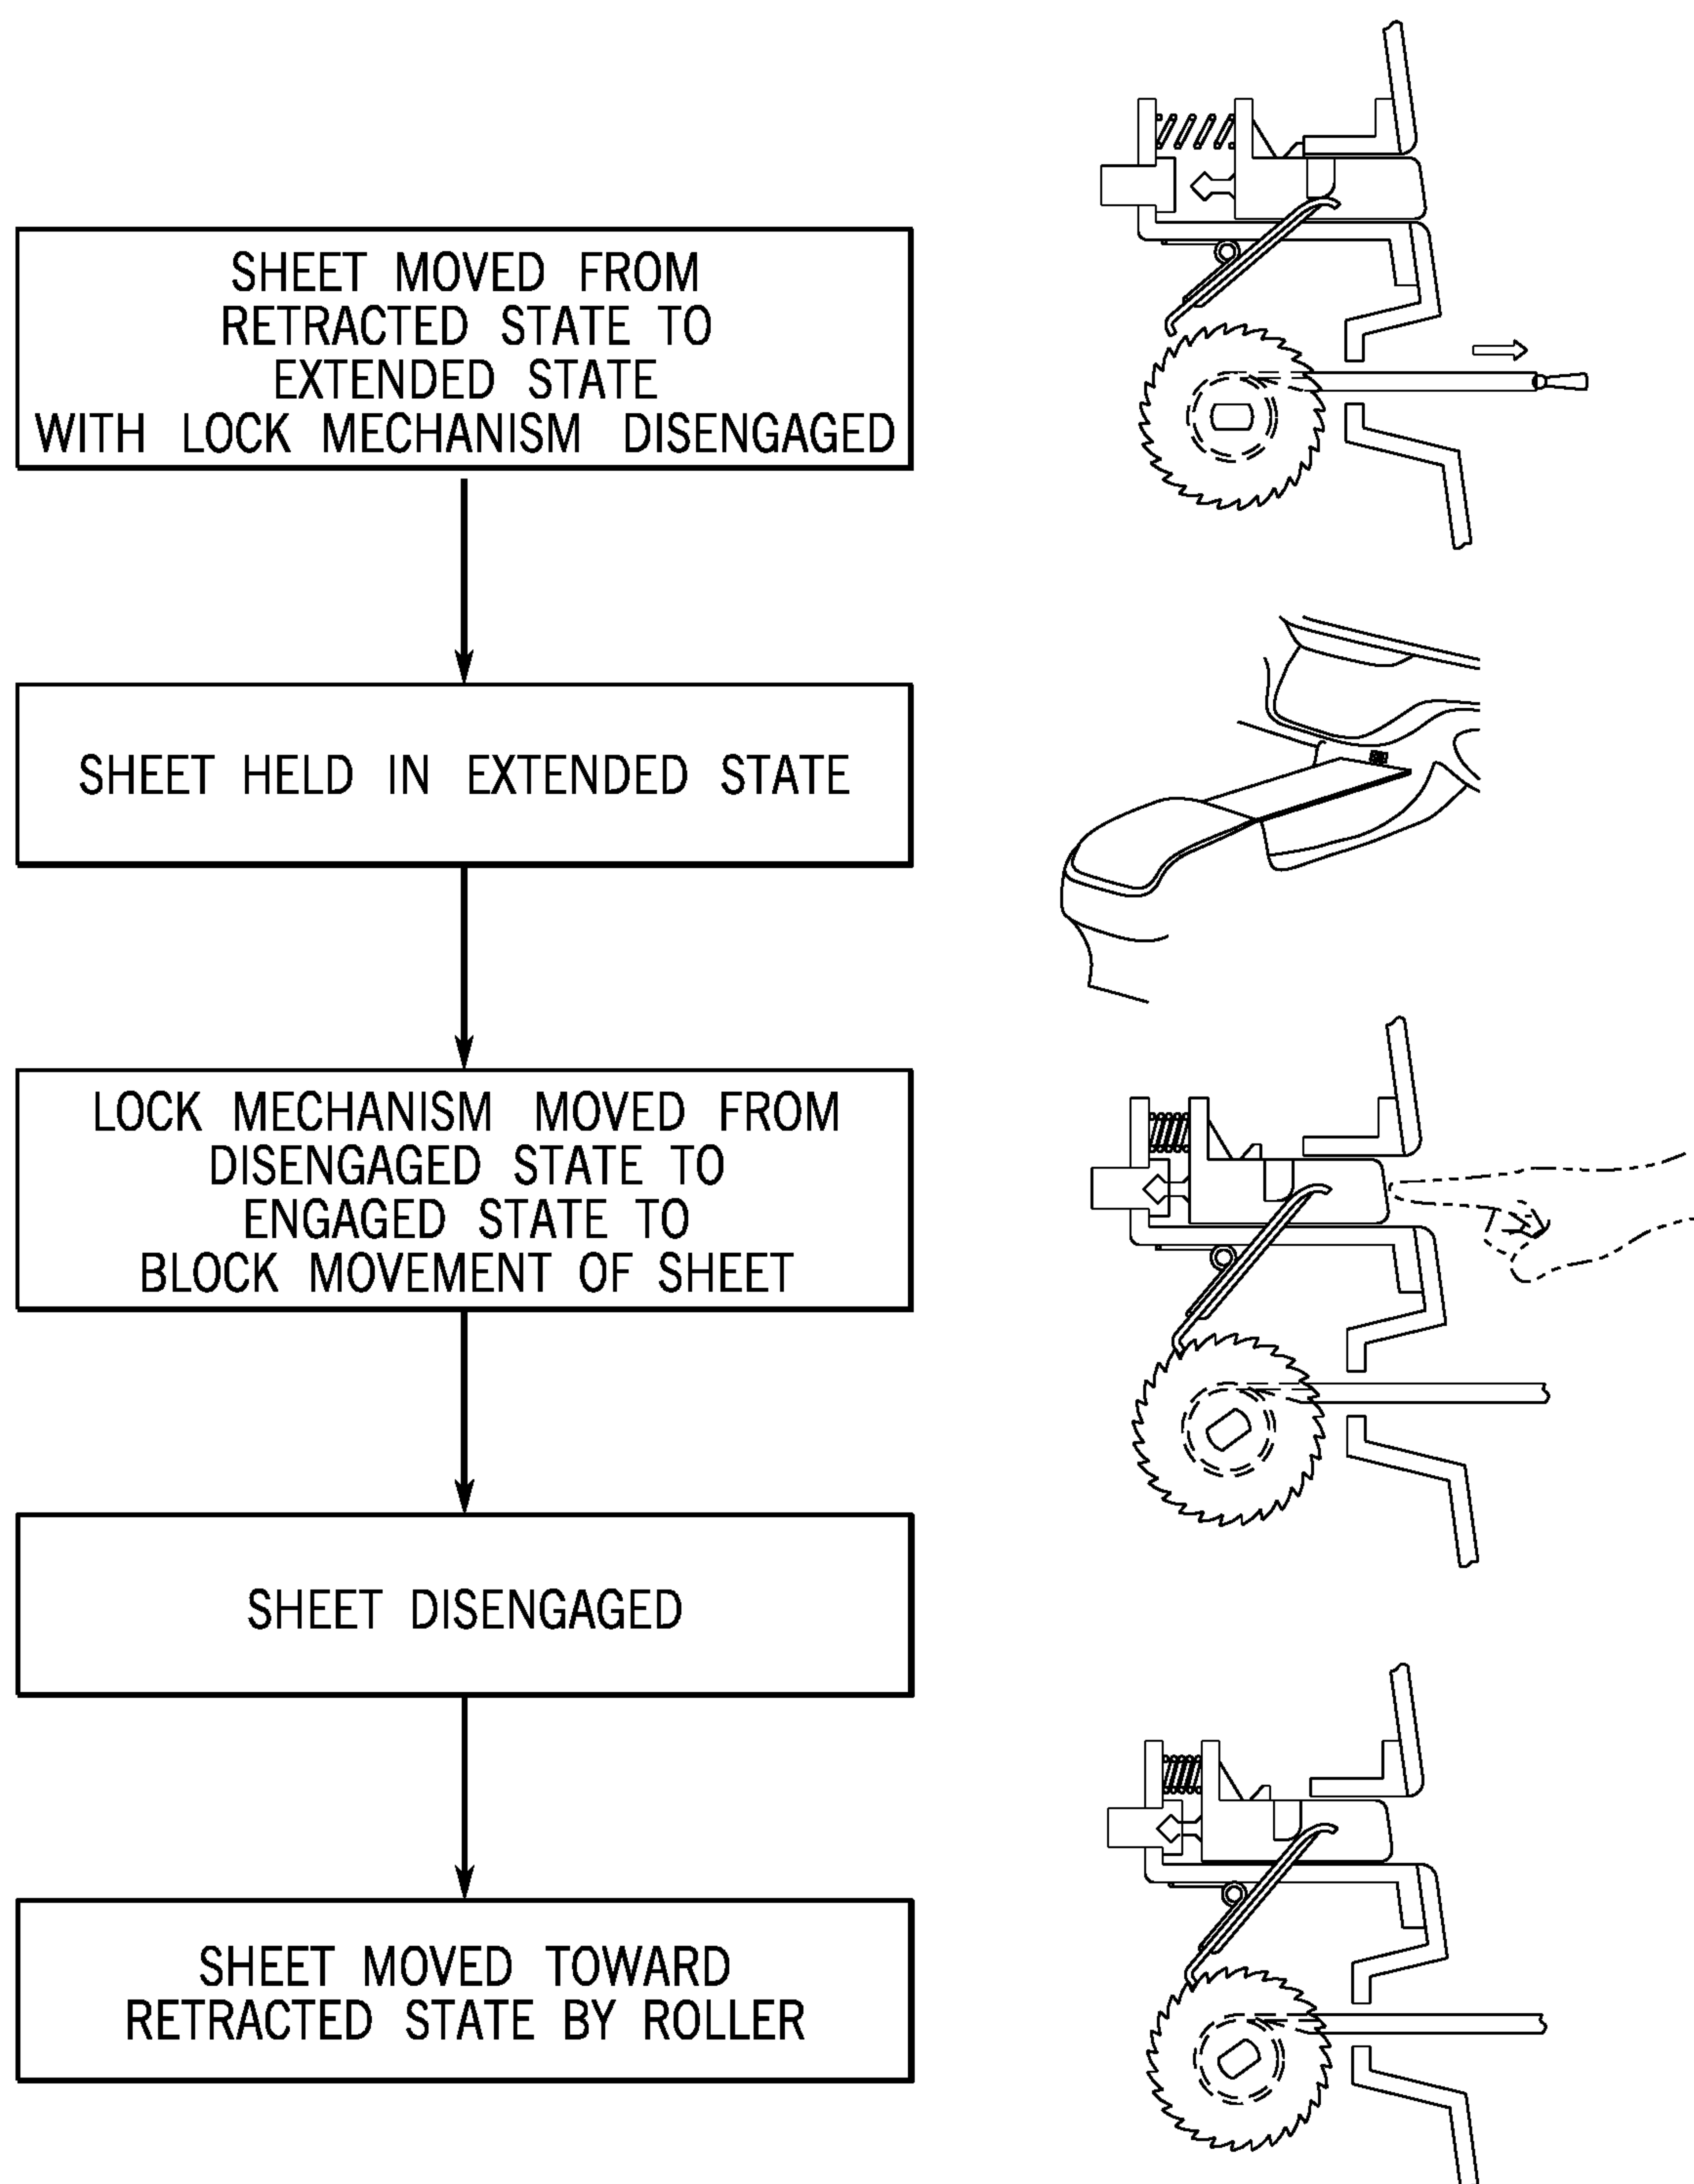 SHEET MOVED FROM
RETRACTED STATE TO
EXTENDED STATE
WITH LOCK MECHANISM DISENGAGED
SHEET HELD IN EXTENDED STATE
LOCK MECHANISM MOVED FROM
DISENGAGED STATE TO
ENGAGED STATE TO
BLOCK MOVEMENT OF SHEET
SHEET DISENGAGED
SHEET MOVED TOWARD
RETRACTED STATE BY ROLLER